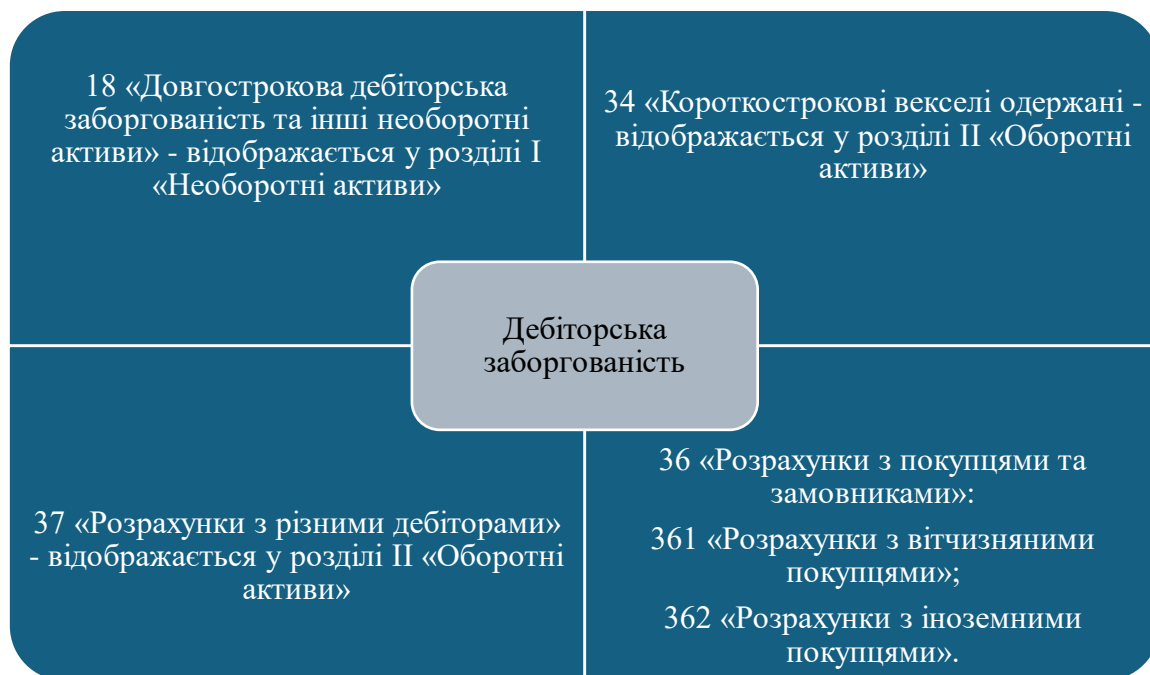 18 «Довгострокова дебіторська
заборгованість та інші необоротні
активи» - відображається у розділі І
«Необоротні активи»
34 «Короткострокові векселі одержані -
відображається у розділі ІІ «Оборотні
активи»
Дебіторська
заборгованість
37 «Розрахунки з різними дебіторами»
- відображається у розділі ІІ «Оборотні
активи»
36 «Розрахунки з покупцями та
замовниками»:
361 «Розрахунки з вітчизняними
покупцями»;
362 «Розрахунки з іноземними
покупцями».